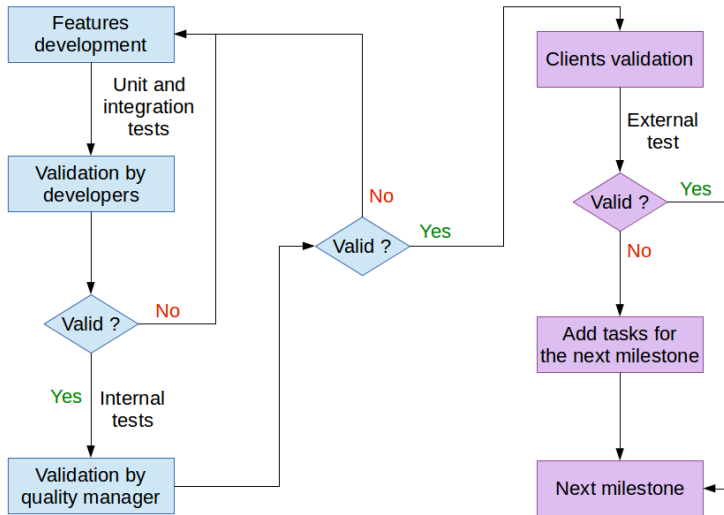 Features
development
Unit and
integration
tests
Validation by
developers
Valid ?
No
Yes
Internal
tests
Validation by
quality manager
Valid ?
No
Yes
Clients validation
External
test
Valid ?
Yes
No
Add tasks for
the next milestone
Next milestone